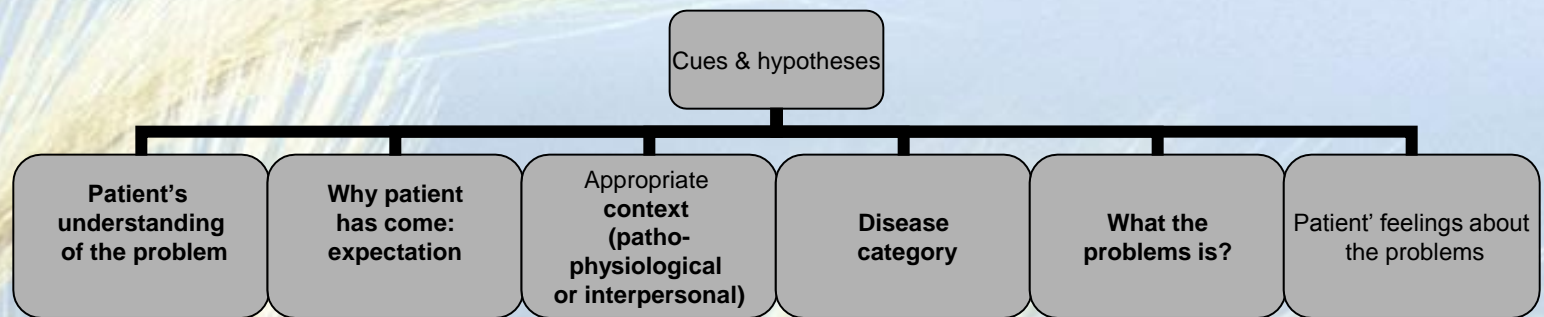 Cues & hypotheses
Patient’s
understanding
of the problem
Why patient
has come:
expectation
Appropriate
context
(patho-
physiological
or interpersonal)
Disease
category
What the
problems is?
Patient’ feelings about
the problems